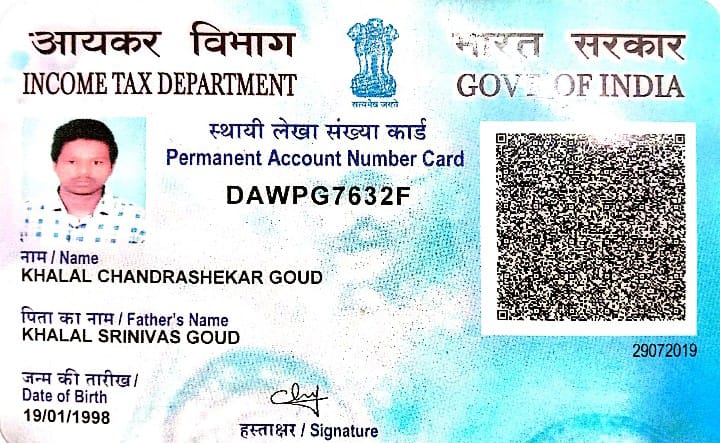 आयकर विभाग
INCOME TAX DEPARTMENT
सत्यमेव जयते
भारत सरकार
GOVT. OF INDIA
स्थायी लेखा संख्या कार्ड
Permanent Account Number Card
DAWPG7632F
नाम / Name
KHALAL CHANDRASHEKAR GOUD
पिता का नाम / Father's Name
KHALAL SRINIVAS GOUD
29072019
जन्म की तारीख /
Date of Birth
19/01/1998
हस्ताक्षर / Signature